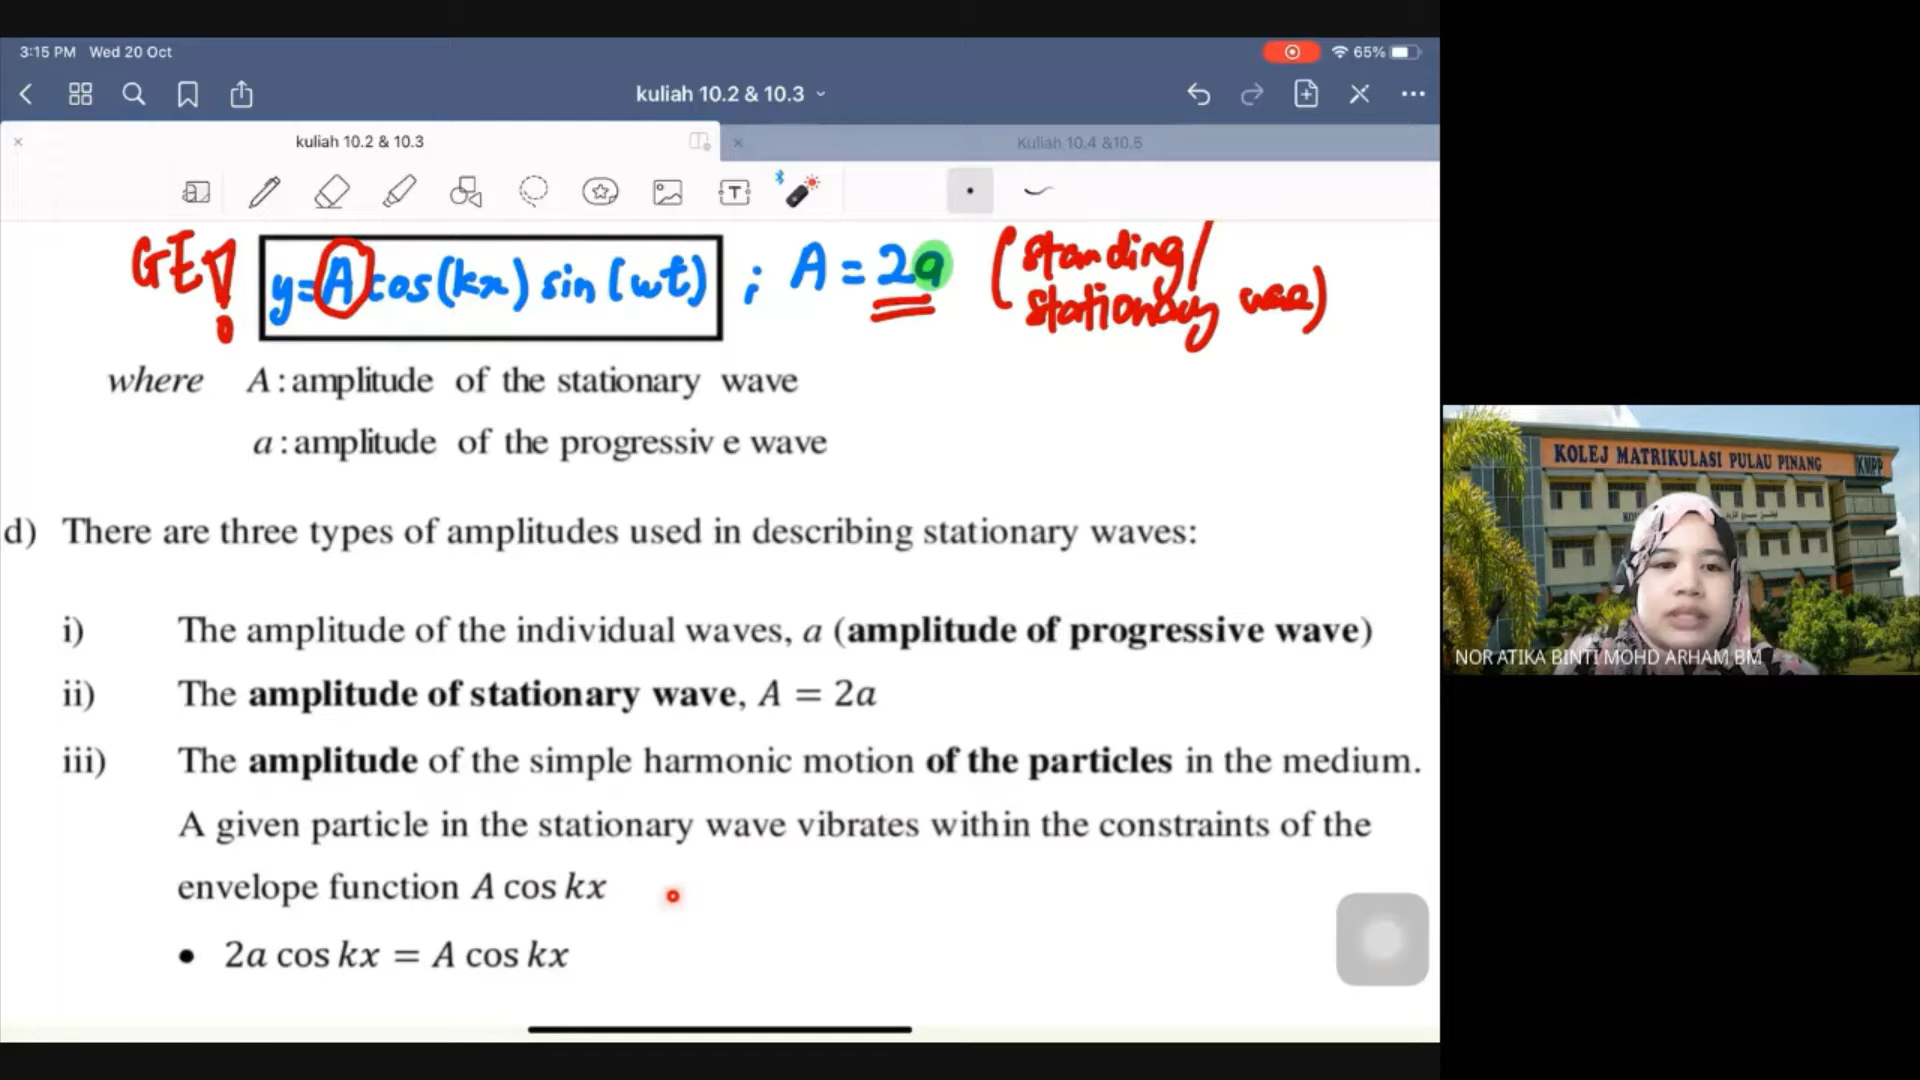 3:15 PM Wed 20 Oct
65%
kuliah 10.2 & 10.3
kuliah 10.2 & 10.3
Kuliah 10.4 &10.5
T
GE! y=A cos(kx) sin(ωt) ; A = 2a (standing/
stationary wave)
where A : amplitude of the stationary wave
a : amplitude of the progressiv e wave
d) There are three types of amplitudes used in describing stationary waves:
i) The amplitude of the individual waves, a (amplitude of progressive wave)
ii) The amplitude of stationary wave, A = 2a
iii) The amplitude of the simple harmonic motion of the particles in the medium.
A given particle in the stationary wave vibrates within the constraints of the
envelope function A cos kx
• 2a cos kx = A cos kx
KOLEJ MATRIKULASI PULAU PINANG
KMPP
NOR ATIKA BINTI MOHD ARHAM BM